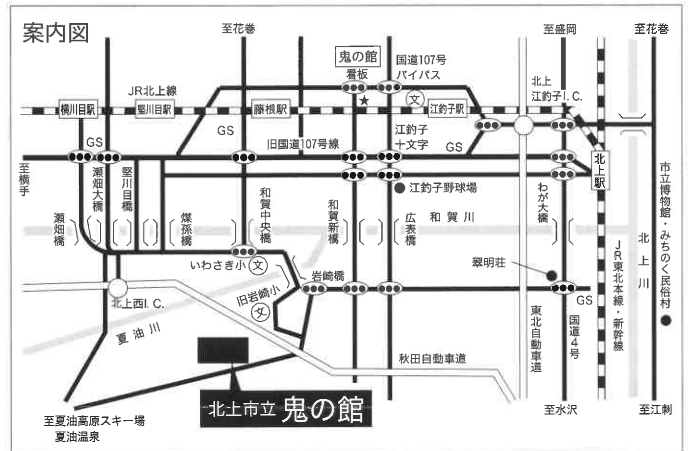 案内図
至花巻
鬼の館
看板
国道107号
バイパス
至盛岡
至花巻
JR北上線
北上
江釣子I.C.
横川目駅
堅川目駅
藤根駅
文
江釣子駅
GS
GS
旧国道107号線
江釣子
十文字
GS
北上駅
至横手
瀬畑橋
瀬畑大橋
堅川目橋
煤孫橋
和賀中央橋
和賀新橋
江釣子野球場
広表橋
和賀川
わが大橋
市立博物館・みちのく民俗村
北上川
いわさき小
文
岩崎橋
翠明荘
JR東北本線・新幹線
北上西I.C.
旧岩崎小
文
GS
夏油川
東北自動車道
国道4号
秋田自動車道
北上市立 鬼の館
至夏油高原スキー場
夏油温泉
至水沢
至江刺